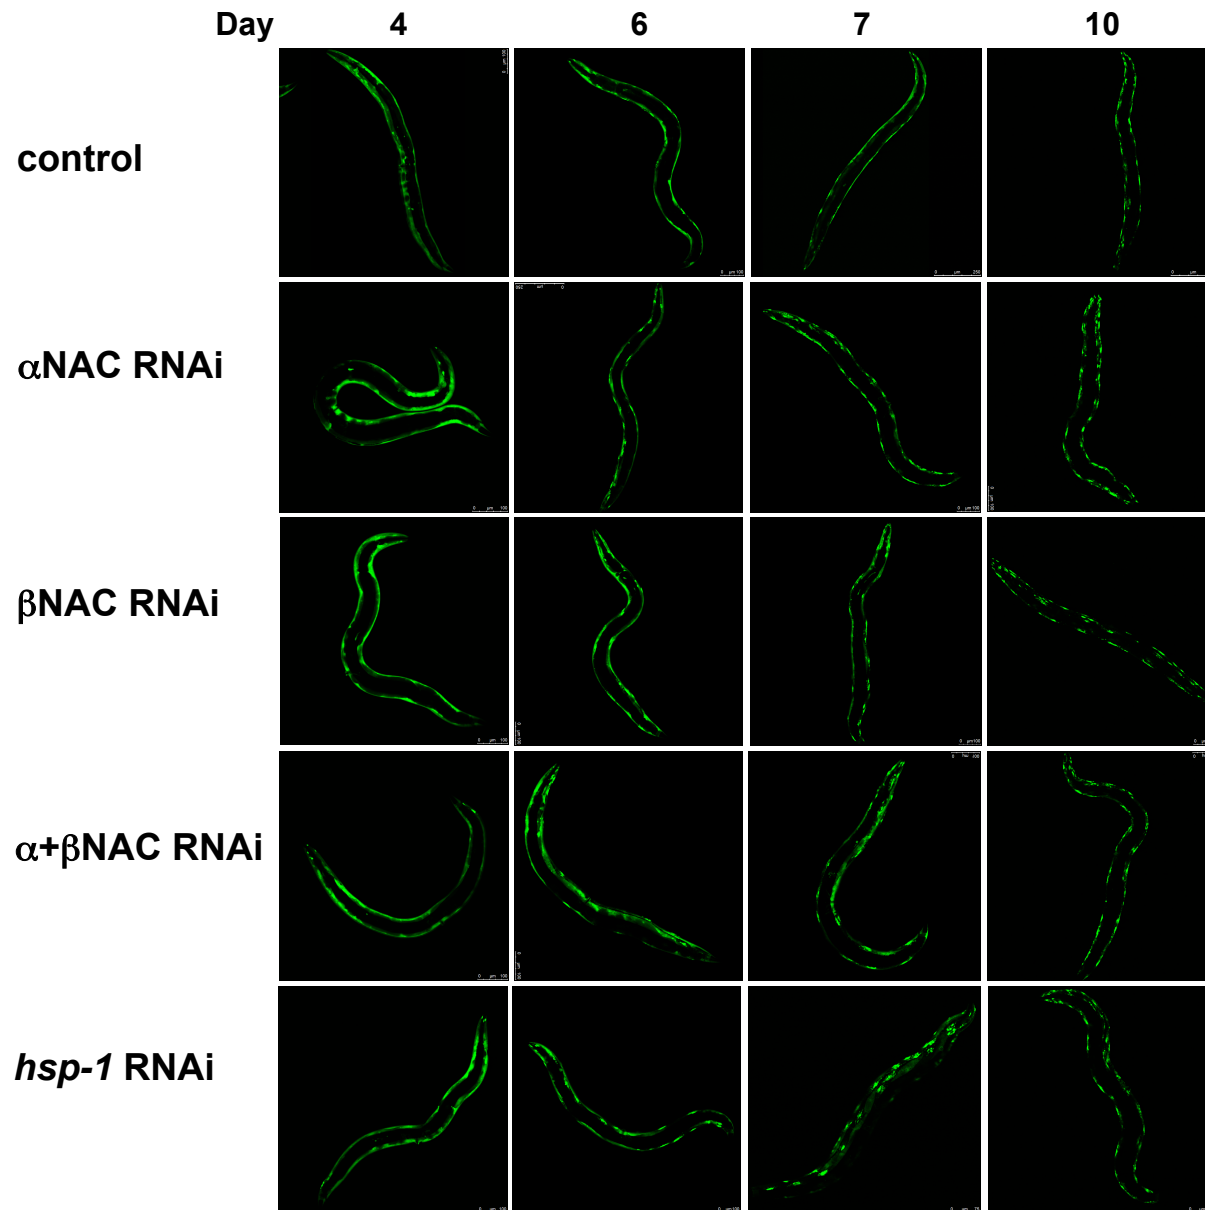 Day 4 6 7 10
control
αNAC RNAi
βNAC RNAi
α+βNAC RNAi
hsp-1 RNAi